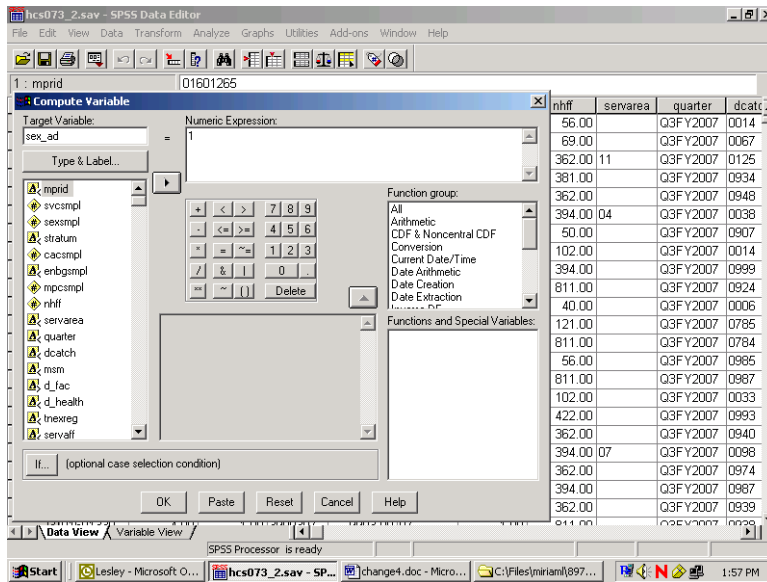 hcs073_2.sav - SPSS Data Editor
File Edit View Data Transform Analyze Graphs Utilities Add-ons Window Help
1 : mprid 01601265
nhff servarea quarter dcatc
56.00 Q3FY2007 0014
69.00 Q3FY2007 0067
362.00 11 Q3FY2007 0125
381.00 Q3FY2007 0934
362.00 Q3FY2007 0948
394.00 04 Q3FY2007 0038
50.00 Q3FY2007 0907
102.00 Q3FY2007 0014
394.00 Q3FY2007 0999
811.00 Q3FY2007 0924
40.00 Q3FY2007 0006
121.00 Q3FY2007 0785
811.00 Q3FY2007 0784
56.00 Q3FY2007 0985
811.00 Q3FY2007 0987
102.00 Q3FY2007 0033
422.00 Q3FY2007 0993
362.00 Q3FY2007 0940
394.00 07 Q3FY2007 0098
362.00 Q3FY2007 0974
394.00 Q3FY2007 0987
362.00 Q3FY2007 0939
Compute Variable
Target Variable:
sex_ad
=
Numeric Expression:
1
Type & Label...
mprid
svcsmpl
sexsmpl
stratum
cacsmpl
enbgsmpl
mpcsmpl
nhff
servarea
quarter
dcatch
msm
d_fac
d_health
tnexreg
servaff
+ < > 7 8 9
- <= >= 4 5 6
* = ~= 1 2 3
/ & | 0 .
** ~ () Delete
Function group:
All
Arithmetic
CDF & Noncentral CDF
Conversion
Current Date/Time
Date Arithmetic
Date Creation
Date Extraction
Functions and Special Variables:
If... (optional case selection condition)
OK Paste Reset Cancel Help
Data View Variable View
SPSS Processor is ready
Start Lesley - Microsoft O... hcs073_2.sav - SP... change4.doc - Micro... C:\Files\miriaml\897... 1:57 PM